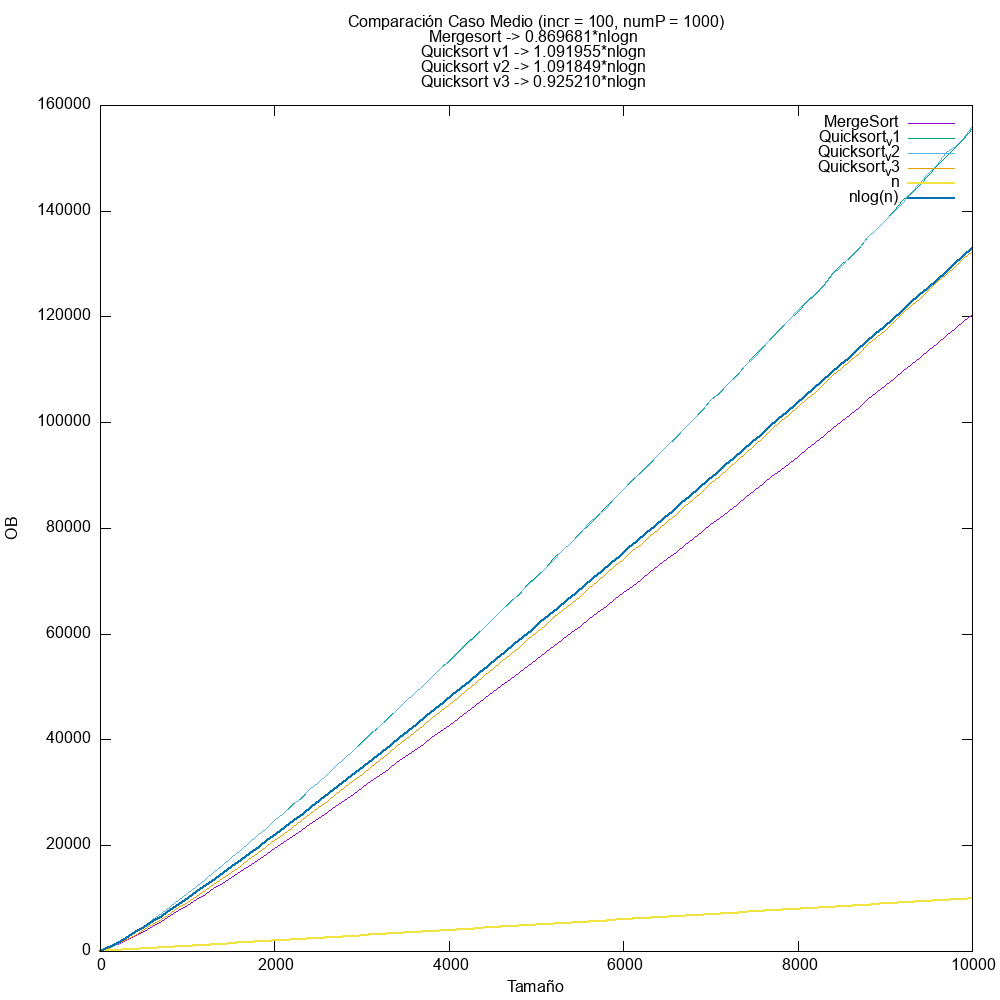 Comparación Caso Medio (incr = 100, numP = 1000)
Mergesort -> 0.869681*nlogn
Quicksort v1 -> 1.091955*nlogn
Quicksort v2 -> 1.091849*nlogn
Quicksort v3 -> 0.925210*nlogn
160000
140000
120000
100000
80000
60000
40000
20000
0
OB
MergeSort
Quicksortv1
Quicksortv2
Quicksortv3
n
nlog(n)
0
2000
4000
6000
8000
10000
Tamaño